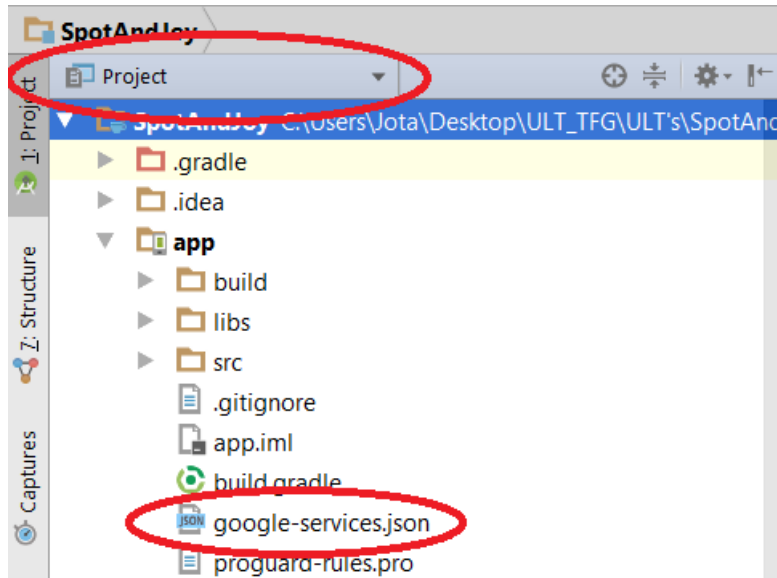 SpotAndJoy
Project
SpotAndJoy C:\Users\Jota\Desktop\ULT_TFG\ULT's\SpotAnd
.gradle
.idea
app
build
libs
src
.gitignore
app.iml
build.gradle
JSON google-services.json
proguard-rules.pro
1: Project
7: Structure
Captures